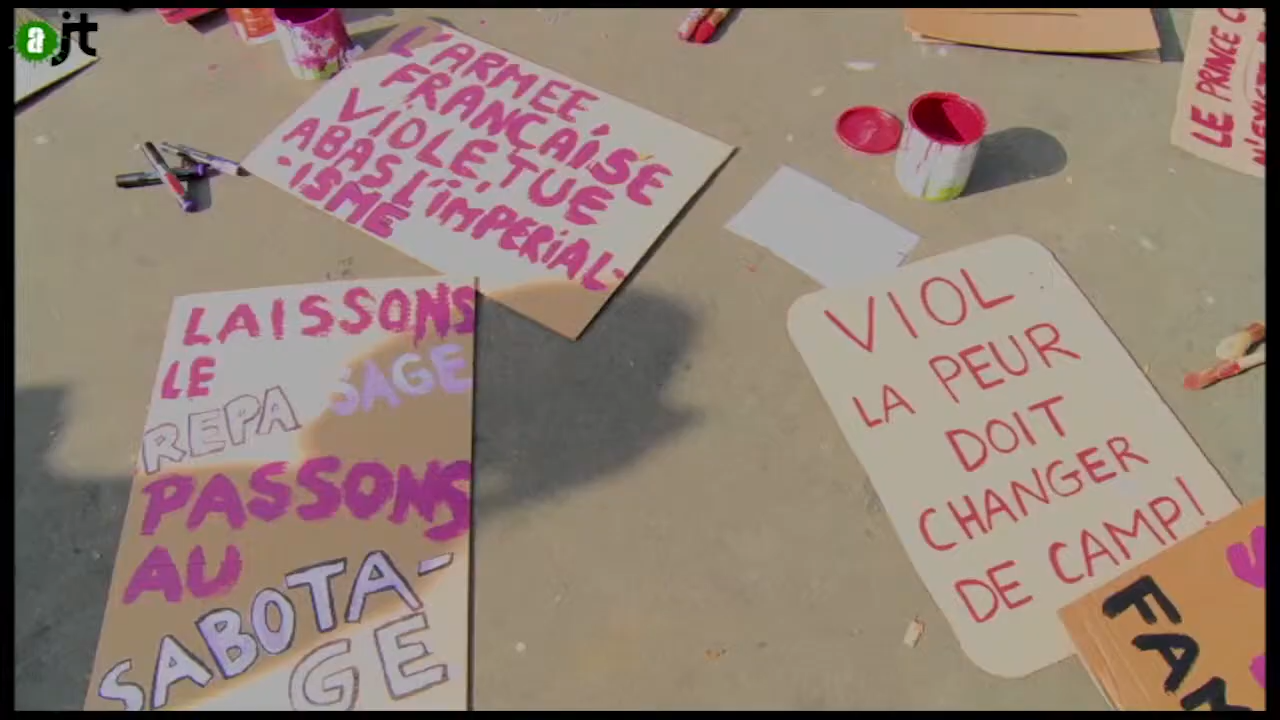 ajt
L'ARMEE
FRANÇAISE
VIOLE, TUE
ABAS L'IMPERIAL-
ISME
LE PRINCE C
LAISSONS
LE
REPASSAGE
PASSONS
AU
SABOTA-
GE
VIOL
LA PEUR
DOIT
CHANGER
DE CAMP!
FAM